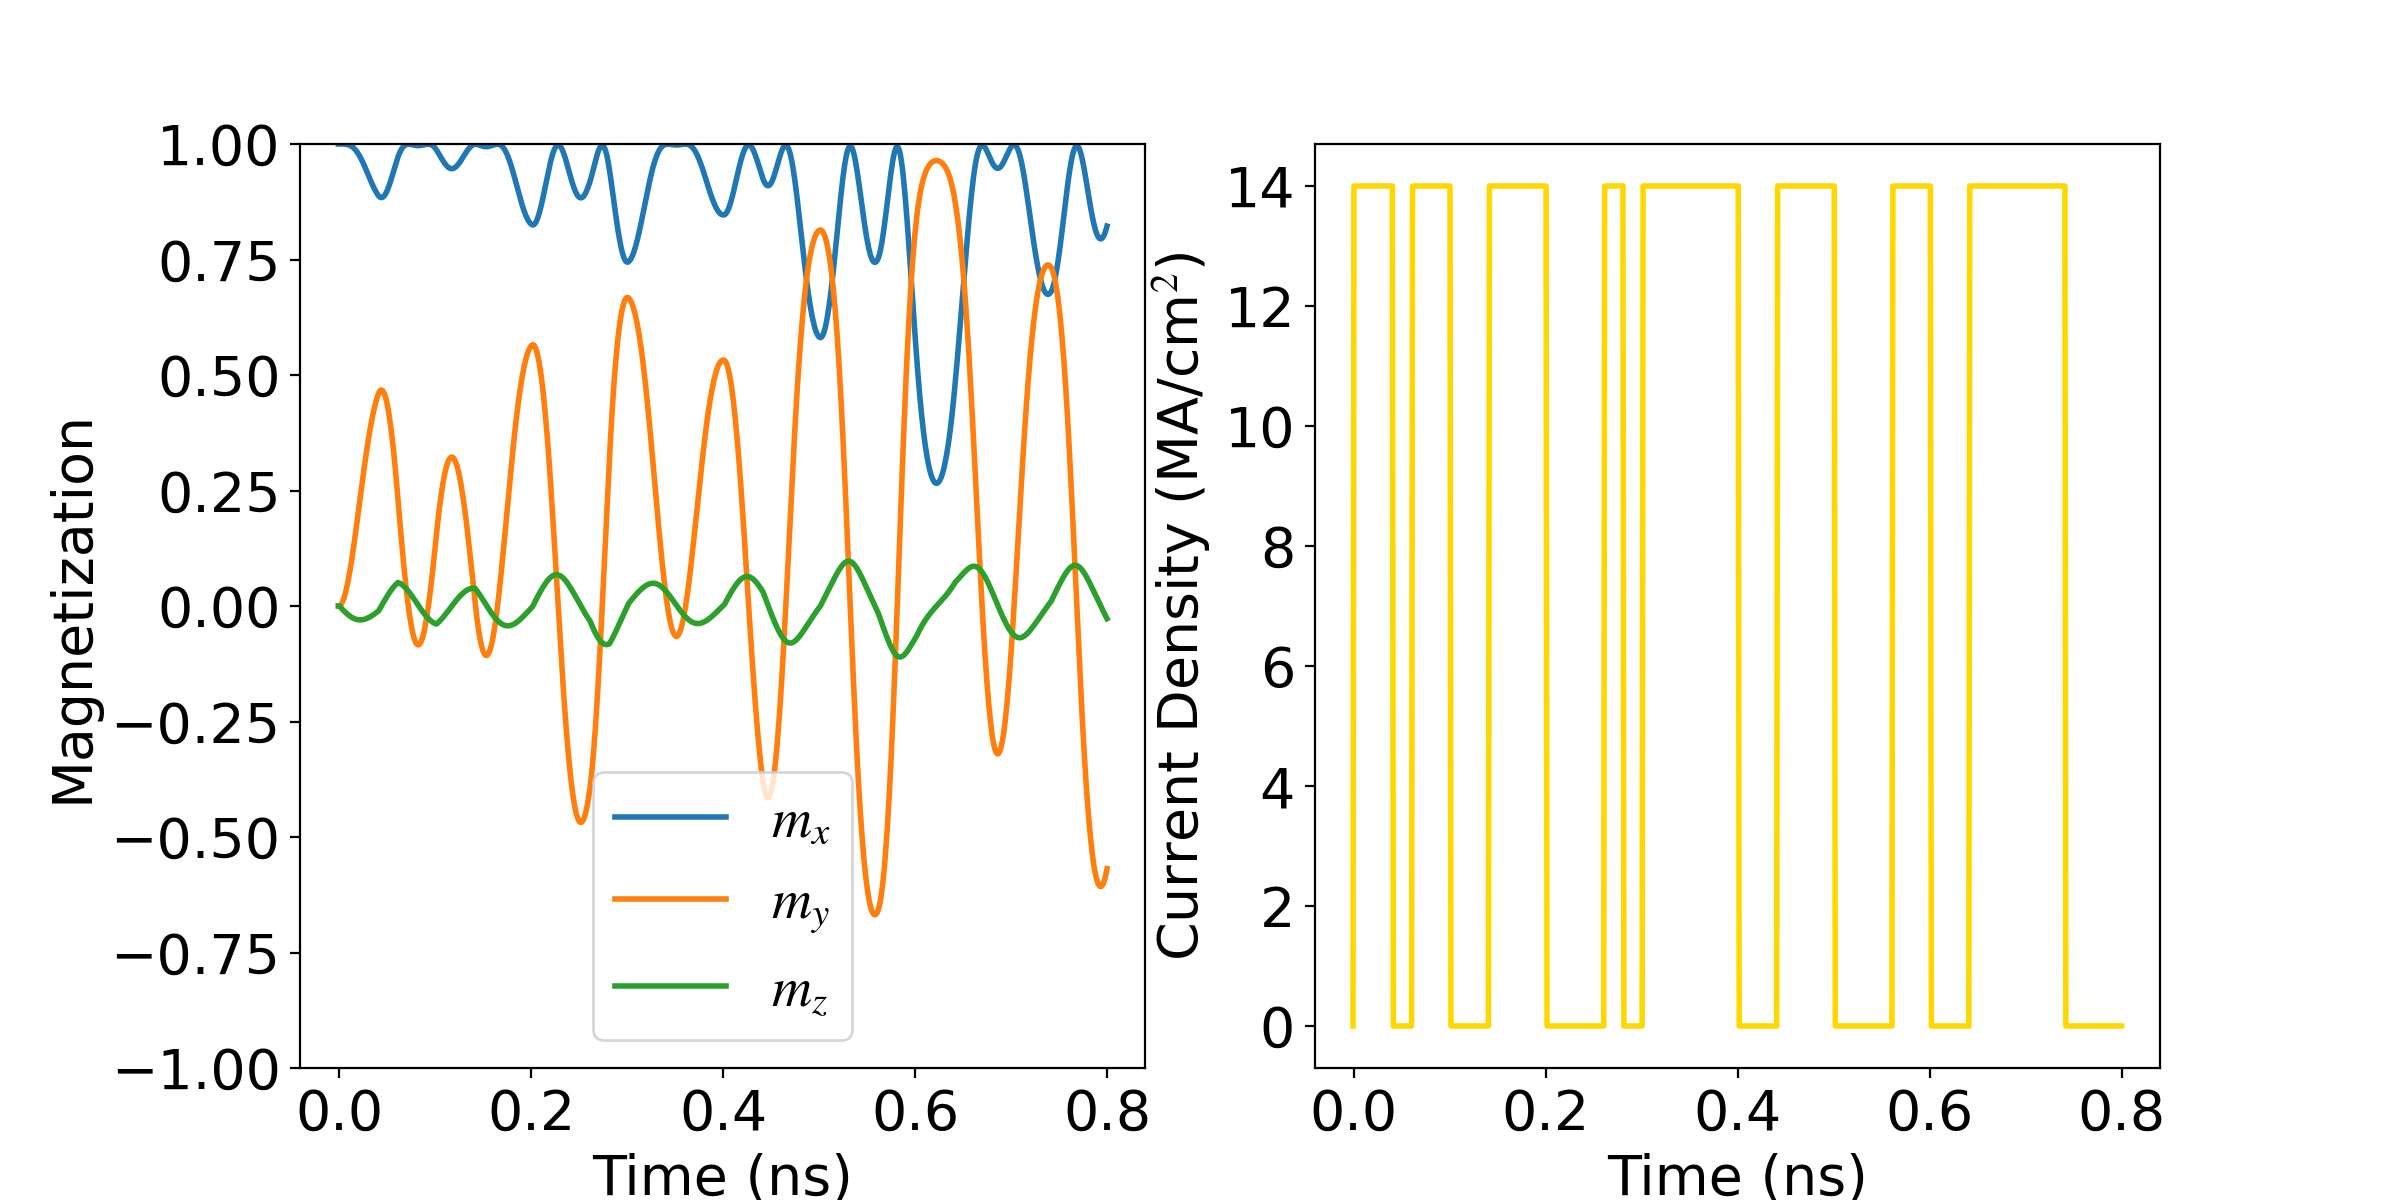 Magnetization
1.00
0.75
0.50
0.25
0.00
−0.25
−0.50
−0.75
−1.00
0.0 0.2 0.4 0.6 0.8
Time (ns)
m_x
m_y
m_z
Current Density (MA/cm²)
14
12
10
8
6
4
2
0
0.0 0.2 0.4 0.6 0.8
Time (ns)